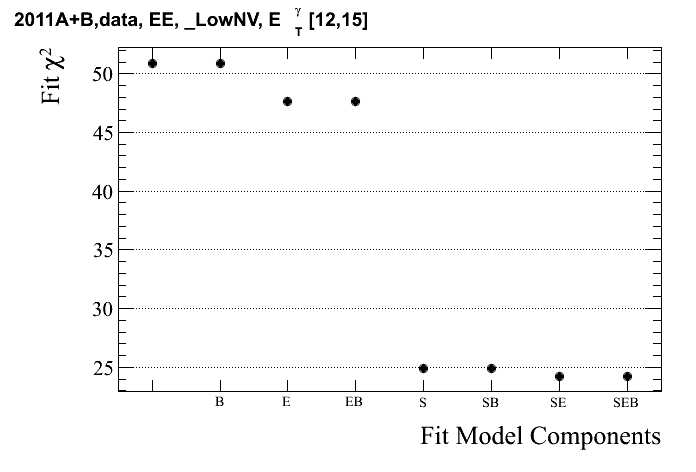 2011A+B,data, EE, _LowNV, E γ T [12,15]
Fit χ2
50
45
40
35
30
25
B E EB S SB SE SEB
Fit Model Components